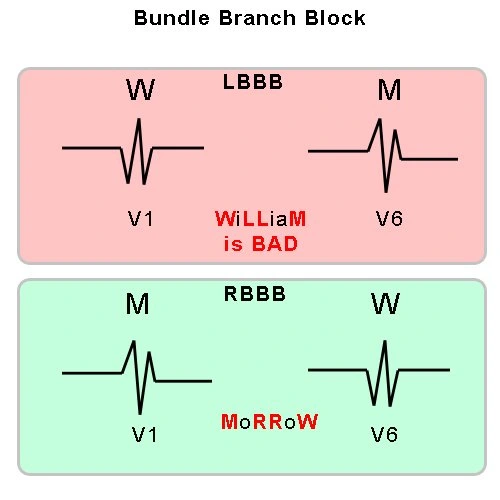 Bundle Branch Block
LBBB
W
M
V1
WiLLiaM
is BAD
V6
RBBB
M
W
MoRRoW
V1
V6